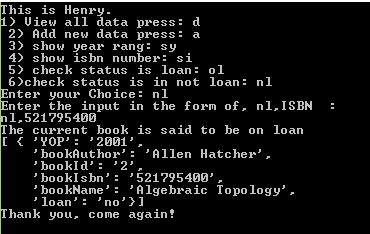 This is Henry.
1) View all data press: d
2) Add new data press: a
3) show year rang: sy
4) show isbn number: si
5) check status is loan: ol
6)check status is in not loan: nl
Enter your Choice: nl
Enter the input in the form of, nl,ISBN  :
nl,521795400
The current book is said to be on loan
[ { 'YOP': '2001',
'bookAuthor': 'Allen Hatcher',
'bookId': '2',
'bookIsbn': '521795400',
'bookName': 'Algebraic Topology',
'loan': 'no'}]
Thank you, come again!